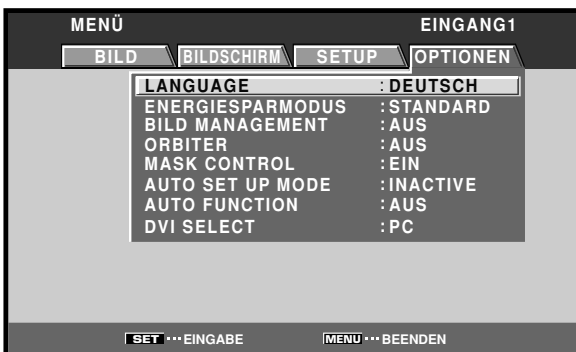 MENÜ EINGANG1
BILD BILDSCHIRM SETUP OPTIONEN
LANGUAGE :DEUTSCH
ENERGIESPARMODUS :STANDARD
BILD MANAGEMENT :AUS
ORBITER :AUS
MASK CONTROL :EIN
AUTO SET UP MODE :INACTIVE
AUTO FUNCTION :AUS
DVI SELECT :PC
SET ··· EINGABE MENU ··· BEENDEN